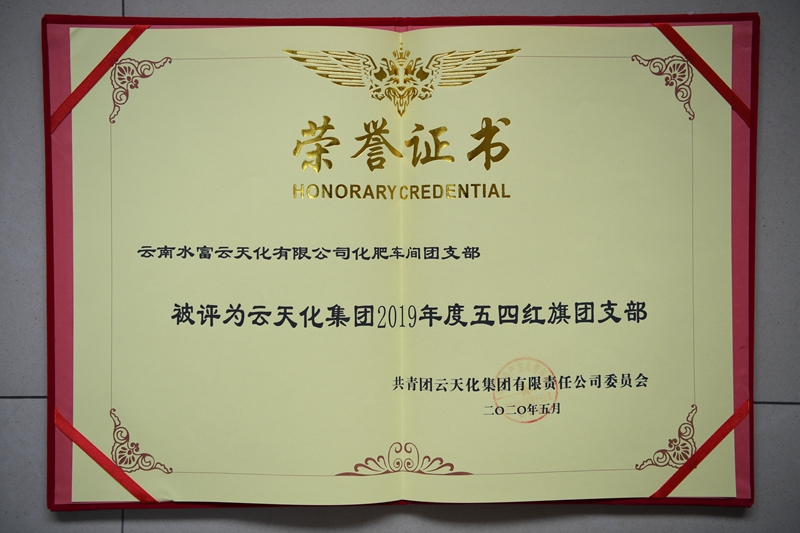 荣誉证书
HONORARY CREDENTIAL
云南水富云天化有限公司化肥车间团支部
被评为云天化集团2019年度五四红旗团支部
共青团云天化集团有限责任公司委员会
二〇二〇年五月